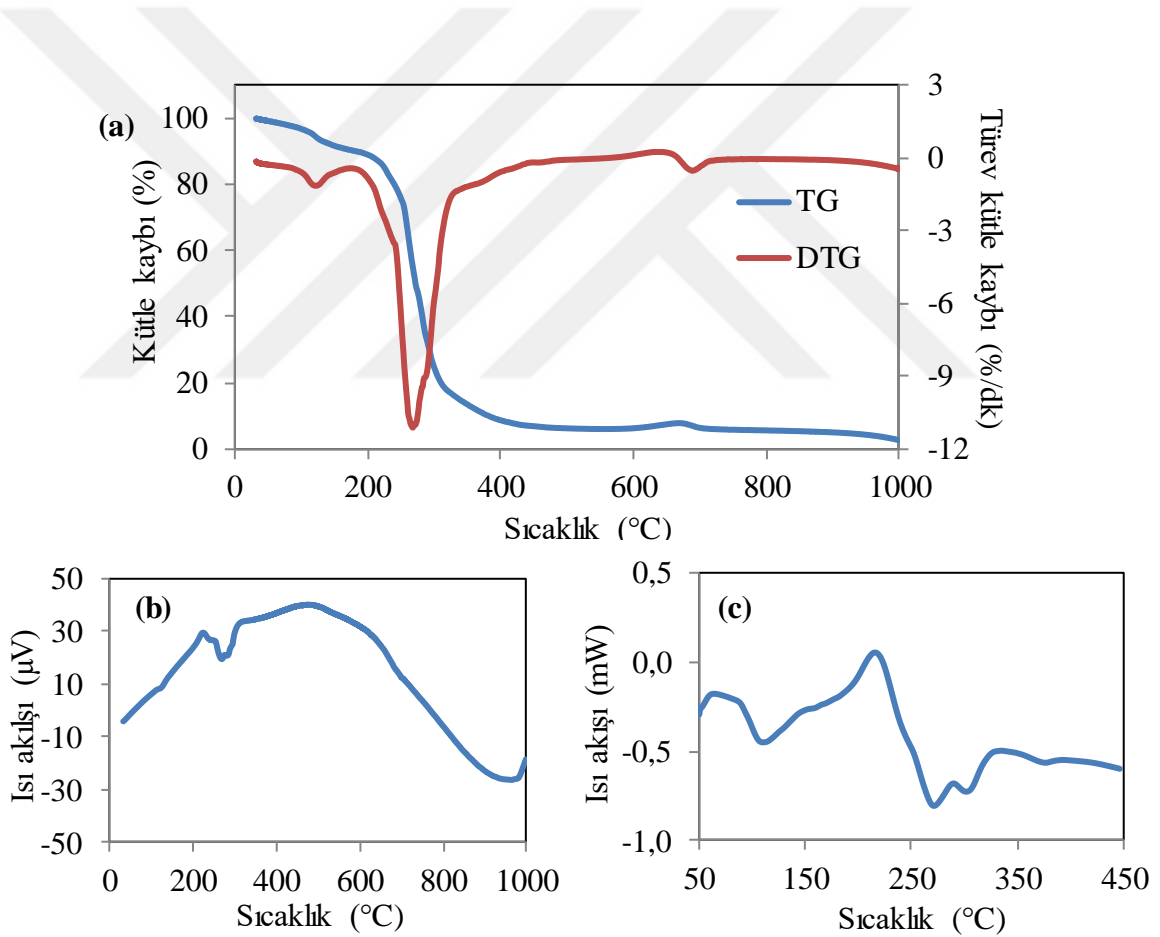 (a)
Kütle kaybı (%)
100
80
60
40
20
0
0 200 400 600 800 1000
Sıcaklık (°C)
3
0
-3
-6
-9
-12
Türev kütle kaybı (%/dk)
TG
DTG
(b)
Isı akılşı (µV)
50
30
10
-10
-30
-50
0 200 400 600 800 1000
Sıcaklık (°C)
(c)
Isı akışı (mW)
0,5
0,0
-0,5
-1,0
50 150 250 350 450
Sıcaklık (°C)